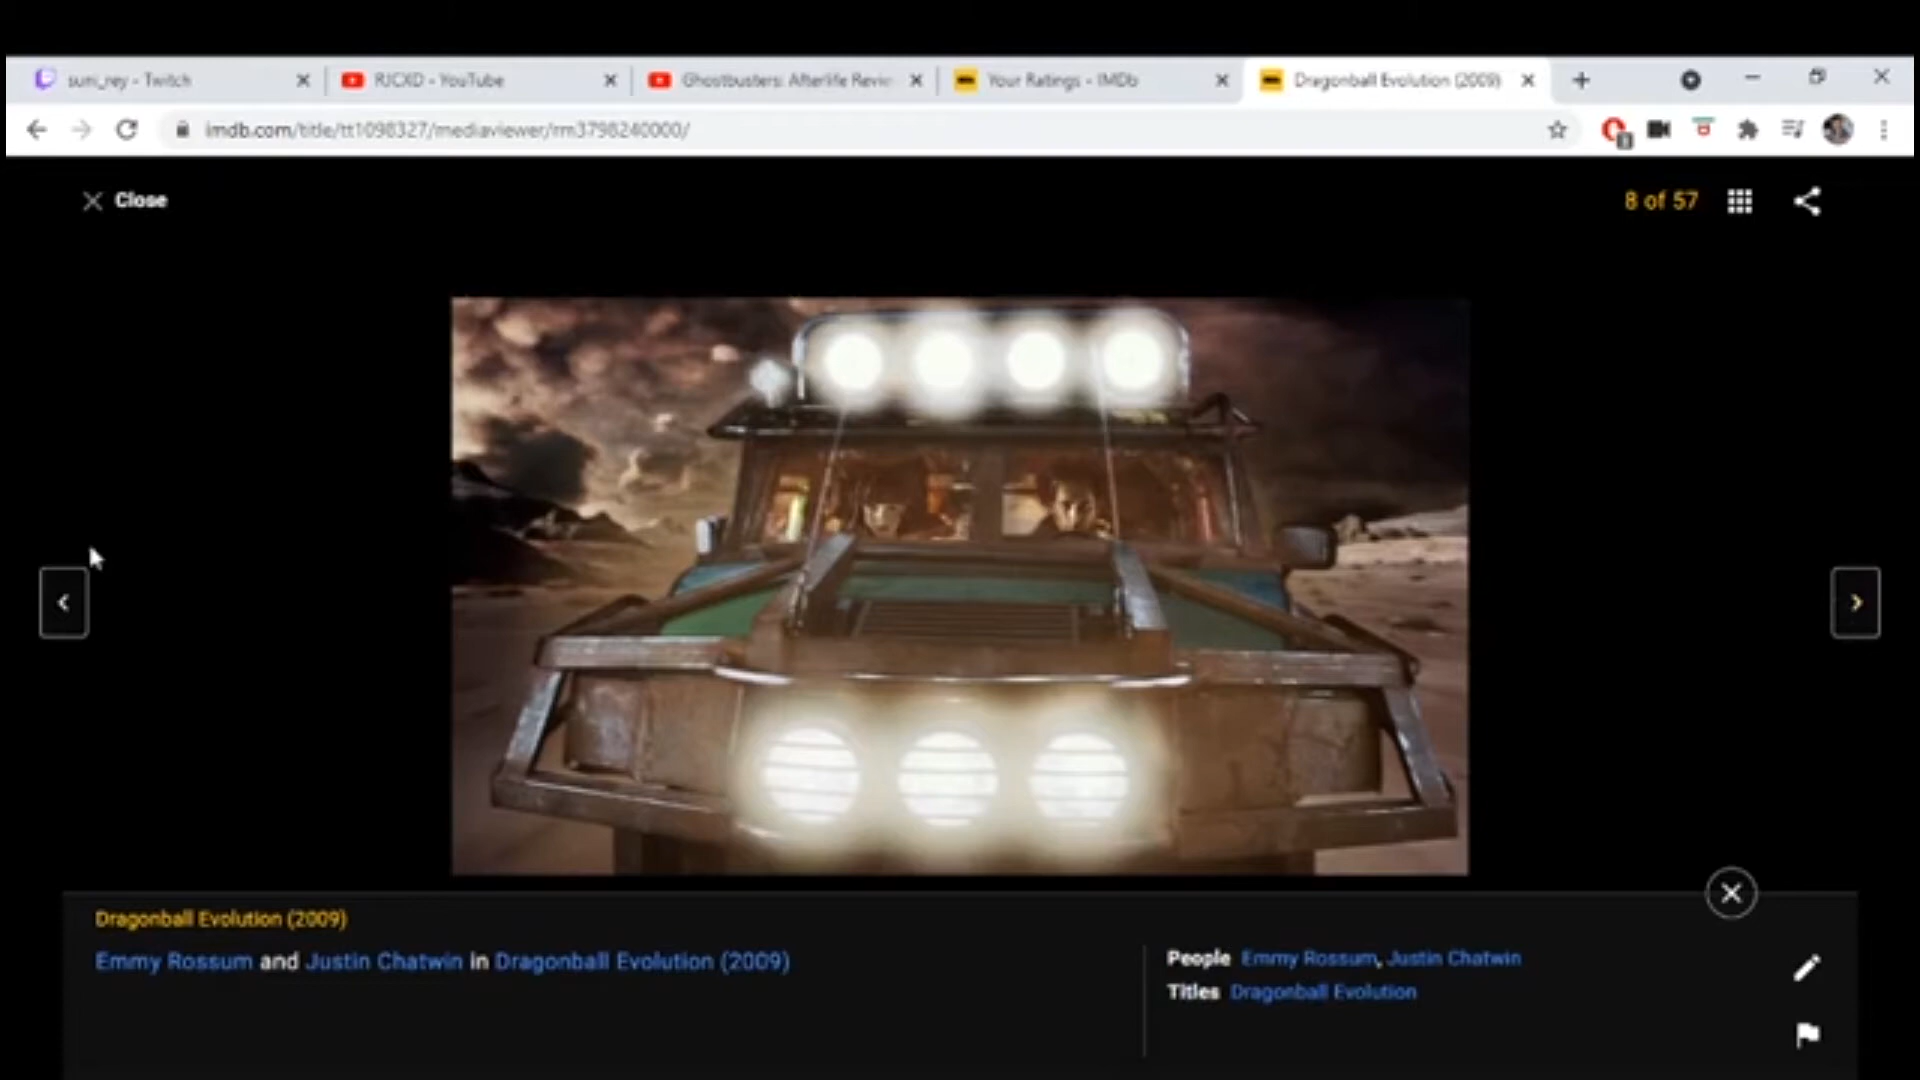 suni_rey - Twitch
RJCXD - YouTube
Ghostbusters: Afterlife Revie
Your Ratings - IMDb
Dragonball Evolution (2009)
imdb.com/title/tt1098327/mediaviewer/rm3798240000/
Close
8 of 57
Dragonball Evolution (2009)
Emmy Rossum and Justin Chatwin in Dragonball Evolution (2009)
People Emmy Rossum, Justin Chatwin
Titles Dragonball Evolution